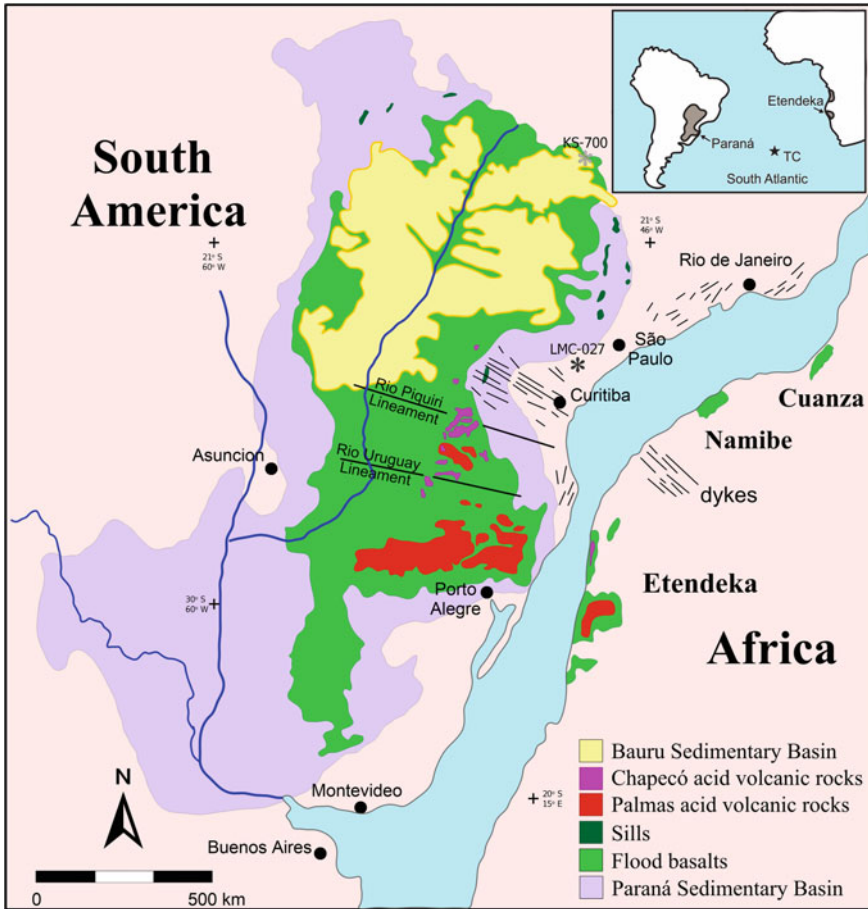 South
America
KS-700
Etendeka
Paraná
TC
South Atlantic
21° S
60° W
21° S
46° W
Rio de Janeiro
LMC-027
São
Paulo
Curitiba
Cuanza
Namibe
dykes
Rio Piquiri
Lineament
Asuncion
Rio Uruguay
Lineament
Etendeka
Africa
30° S
60° W
Porto
Alegre
20° S
15° E
Montevideo
Buenos Aires
N
0
500 km
Bauru Sedimentary Basin
Chapecó acid volcanic rocks
Palmas acid volcanic rocks
Sills
Flood basalts
Paraná Sedimentary Basin